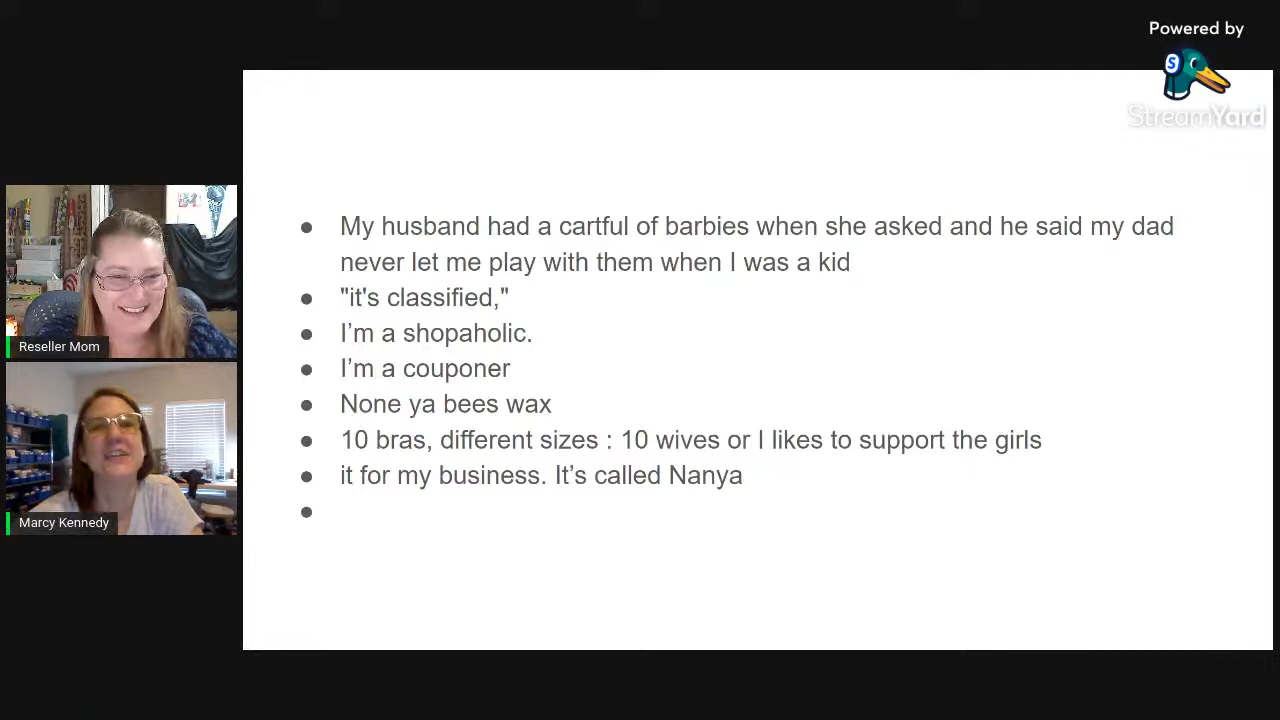 Powered by
S
StreamYard
● My husband had a cartful of barbies when she asked and he said my dad
never let me play with them when I was a kid
● "it's classified,"
● I’m a shopaholic.
● I’m a couponer
● None ya bees wax
● 10 bras, different sizes : 10 wives or I likes to support the girls
● it for my business. It’s called Nanya
●
Reseller Mom
Marcy Kennedy